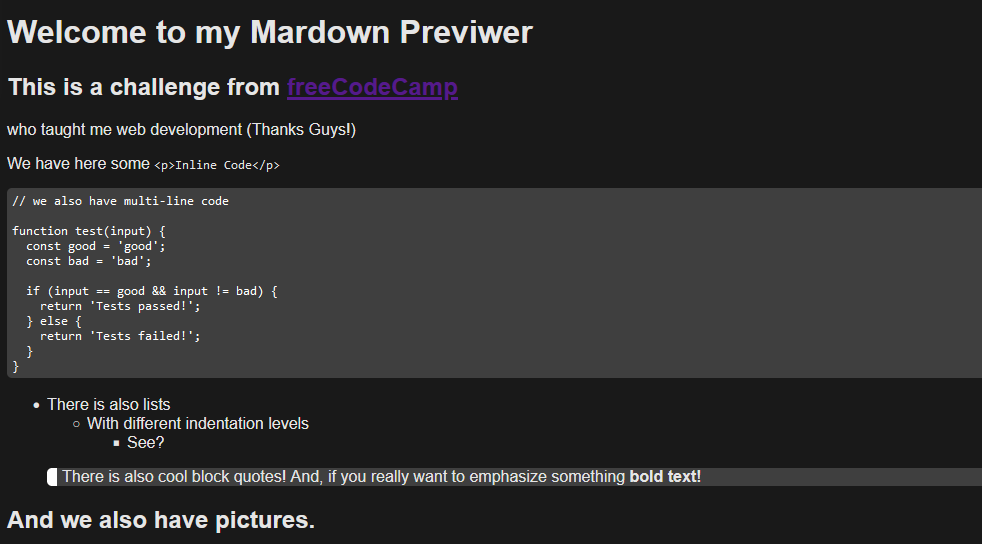 Welcome to my Mardown Previwer
This is a challenge from freeCodeCamp
who taught me web development (Thanks Guys!)
We have here some <p>Inline Code</p>
// we also have multi-line code
function test(input) {
const good = 'good';
const bad = 'bad';
if (input == good && input != bad) {
return 'Tests passed!';
} else {
return 'Tests failed!';
}
}
There is also lists
With different indentation levels
See?
There is also cool block quotes! And, if you really want to emphasize something bold text!
And we also have pictures.